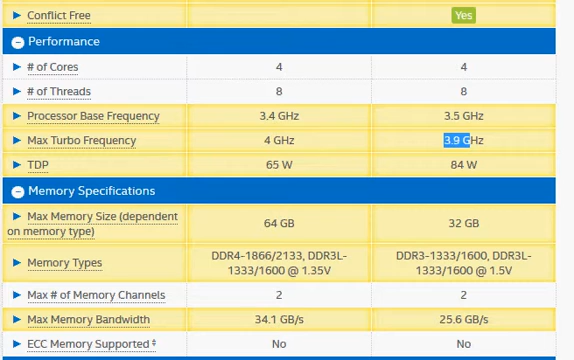 Conflict Free Yes
Performance
# of Cores 4 4
# of Threads 8 8
Processor Base Frequency 3.4 GHz 3.5 GHz
Max Turbo Frequency 4 GHz 3.9 GHz
TDP 65 W 84 W
Memory Specifications
Max Memory Size (dependent
on memory type) 64 GB 32 GB
Memory Types DDR4-1866/2133, DDR3L-
1333/1600 @ 1.35V DDR3-1333/1600, DDR3L-
1333/1600 @ 1.5V
Max # of Memory Channels 2 2
Max Memory Bandwidth 34.1 GB/s 25.6 GB/s
ECC Memory Supported ‡ No No